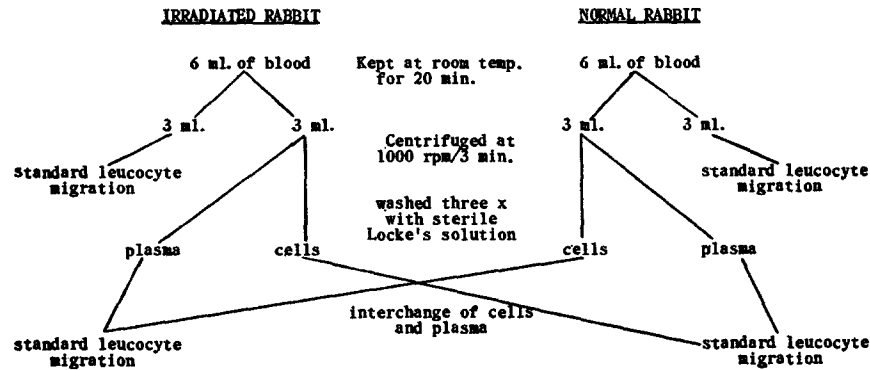 IRRADIATED RABBIT
NORMAL RABBIT
6 ml. of blood
Kept at room temp.
for 20 min.
6 ml. of blood
3 ml.
3 ml.
3 ml.
3 ml.
Centrifuged at
1000 rpm/3 min.
standard leucocyte
migration
standard leucocyte
migration
washed three x
with sterile
Locke's solution
plasma
cells
cells
plasma
interchange of cells
and plasma
standard leucocyte
migration
standard leucocyte
migration